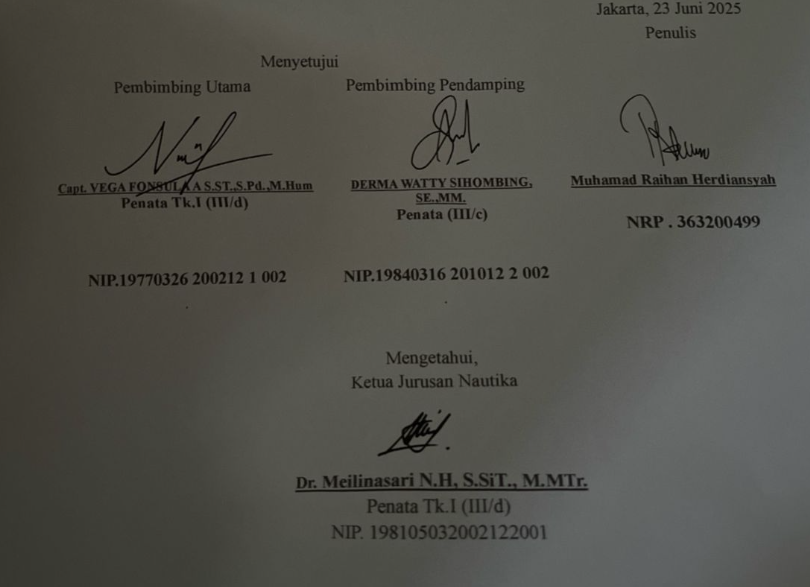 Jakarta, 23 Juni 2025
Penulis
Menyetujui
Pembimbing Utama
Pembimbing Pendamping
Capt. VEGA FONSULA A S.ST.,S.Pd.,M.Hum
Penata Tk.I (III/d)
DERMA WATTY SIHOMBING,
SE.,MM.
Penata (III/c)
Muhamad Raihan Herdiansyah
NRP . 363200499
NIP.19770326 200212 1 002
NIP.19840316 201012 2 002
Mengetahui,
Ketua Jurusan Nautika
Dr. Meilinasari N.H, S.SiT., M.MTr.
Penata Tk.I (III/d)
NIP. 198105032002122001